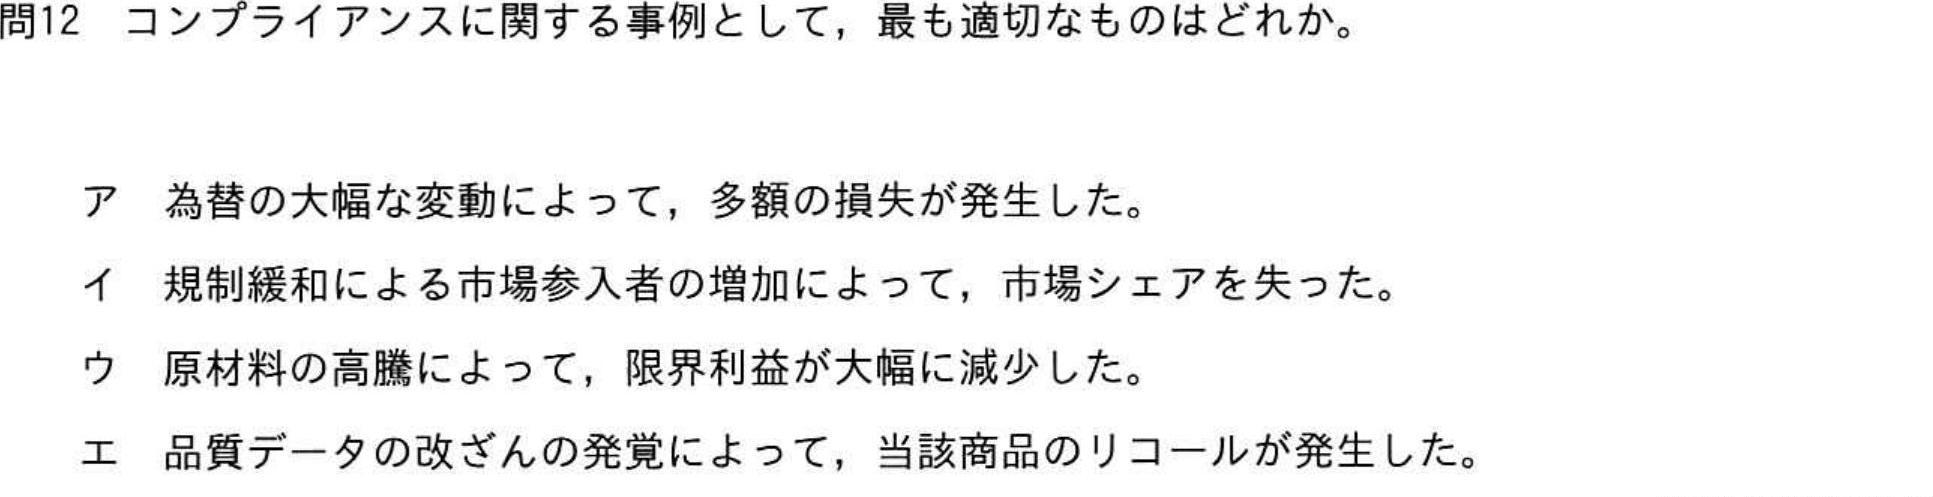 問12　コンプライアンスに関する事例として，最も適切なものはどれか。
ア　為替の大幅な変動によって，多額の損失が発生した。
イ　規制緩和による市場参入者の増加によって，市場シェアを失った。
ウ　原材料の高騰によって，限界利益が大幅に減少した。
エ　品質データの改ざんの発覚によって，当該商品のリコールが発生した。